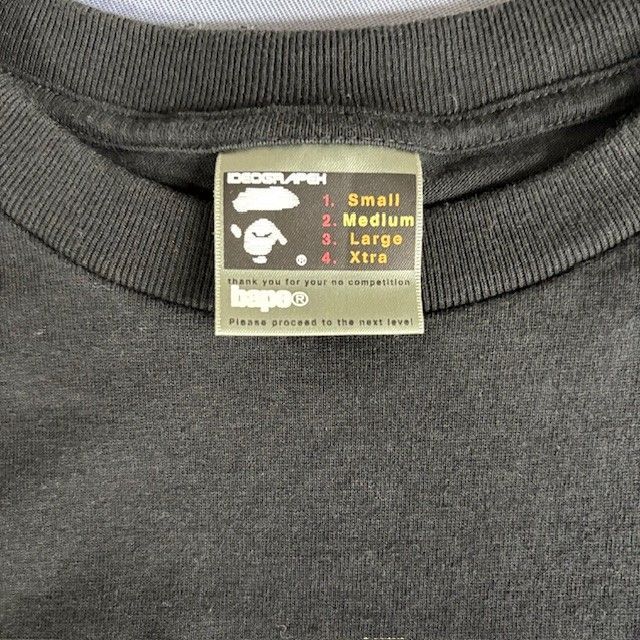 IDEOGRAPEH
1. Small
2. Medium
3. Large
4. Xtra
®
thank you for your no competition
bape®
Please proceed to the next level